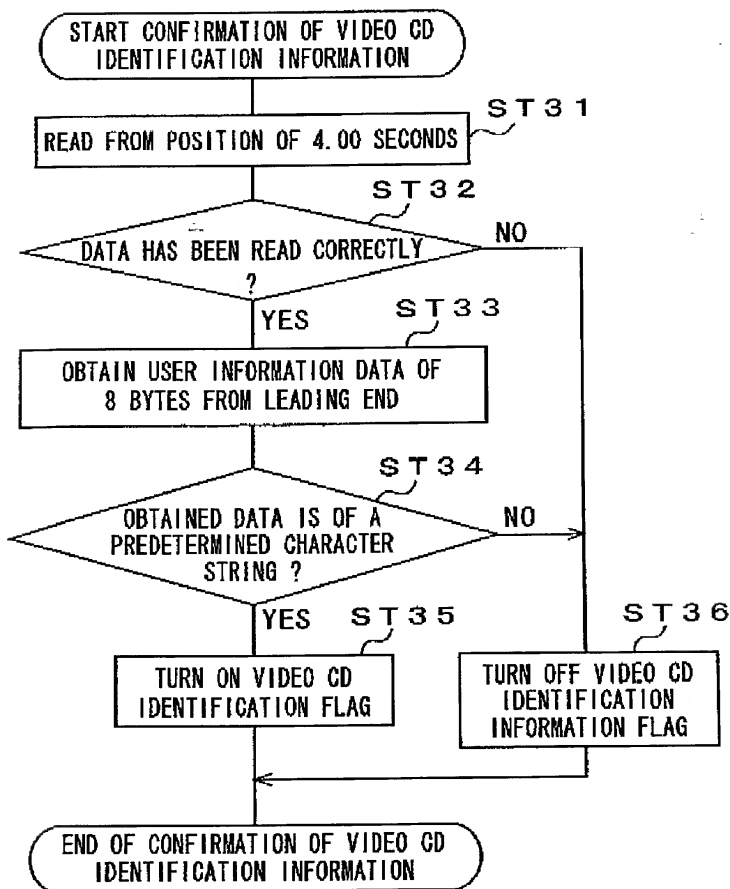 START CONFIRMATION OF VIDEO CD
IDENTIFICATION INFORMATION
ST31
READ FROM POSITION OF 4.00 SECONDS
ST32
DATA HAS BEEN READ CORRECTLY
?
NO
YES
ST33
OBTAIN USER INFORMATION DATA OF
8 BYTES FROM LEADING END
ST34
OBTAINED DATA IS OF A
PREDETERMINED CHARACTER
STRING ?
NO
YES
ST35
TURN ON VIDEO CD
IDENTIFICATION FLAG
ST36
TURN OFF VIDEO CD
IDENTIFICATION
INFORMATION FLAG
END OF CONFIRMATION OF VIDEO CD
IDENTIFICATION INFORMATION